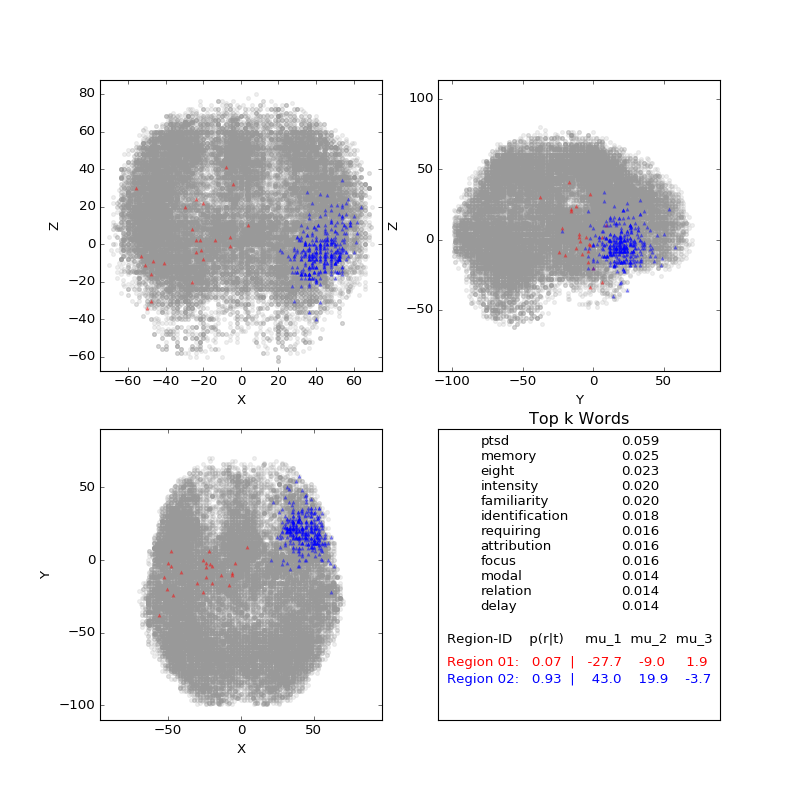 80
60
40
20
0
−20
−40
−60
Z
−60 −40 −20 0 20 40 60
X
100
50
0
−50
Z
−100 −50 0 50
Y
50
0
−50
−100
Y
−50 0 50
X
Top k Words
ptsd 0.059
memory 0.025
eight 0.023
intensity 0.020
familiarity 0.020
identification 0.018
requiring 0.016
attribution 0.016
focus 0.016
modal 0.014
relation 0.014
delay 0.014
Region-ID p(r|t) mu_1 mu_2 mu_3
Region 01: 0.07 | -27.7 -9.0 1.9
Region 02: 0.93 | 43.0 19.9 -3.7